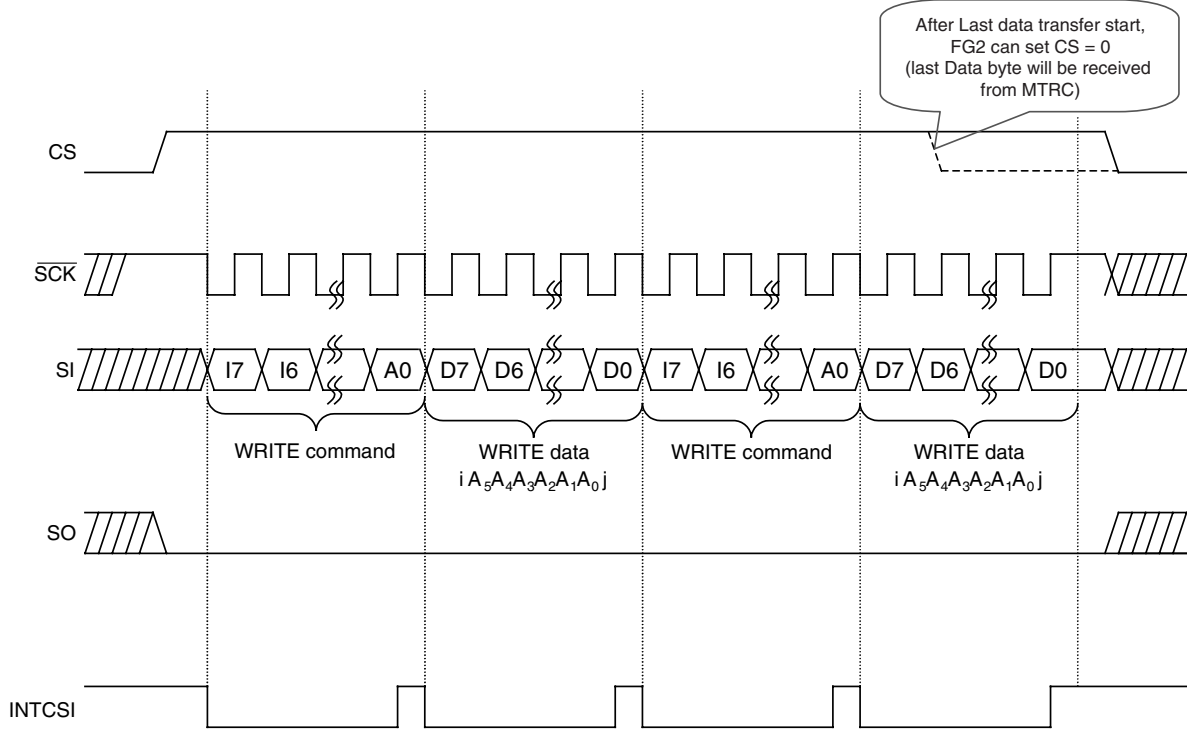 After Last data transfer start,
FG2 can set CS = 0
(last Data byte will be received
from MTRC)
CS
SCK
SI
I7 I6 A0 D7 D6 D0 I7 I6 A0 D7 D6 D0
WRITE command WRITE data WRITE command WRITE data
i A₅A₄A₃A₂A₁A₀ j i A₅A₄A₃A₂A₁A₀ j
SO
INTCSI